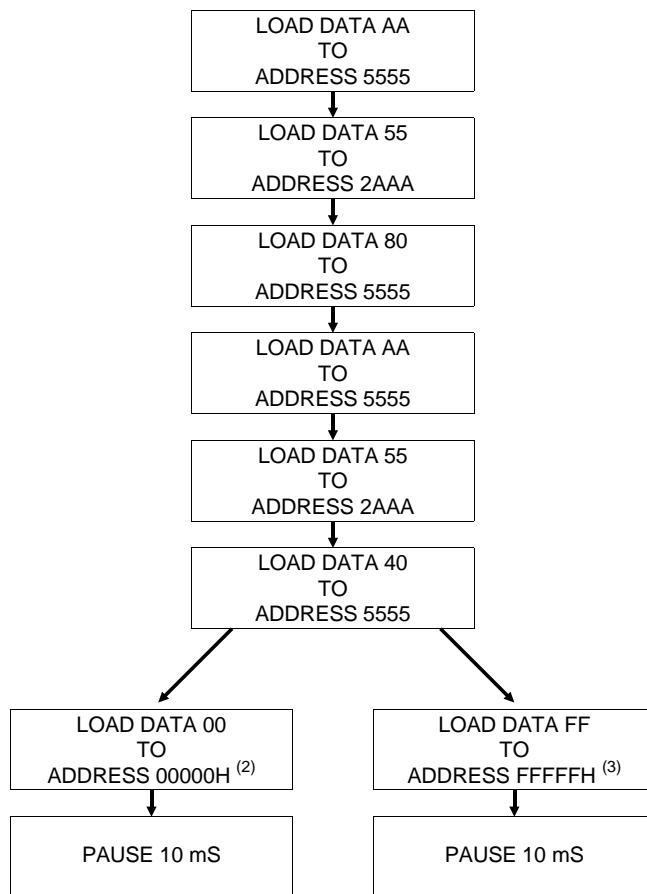 LOAD DATA AA
TO
ADDRESS 5555
LOAD DATA 55
TO
ADDRESS 2AAA
LOAD DATA 80
TO
ADDRESS 5555
LOAD DATA AA
TO
ADDRESS 5555
LOAD DATA 55
TO
ADDRESS 2AAA
LOAD DATA 40
TO
ADDRESS 5555
LOAD DATA 00
TO
ADDRESS 00000H (2)
PAUSE 10 mS
LOAD DATA FF
TO
ADDRESS FFFFFH (3)
PAUSE 10 mS